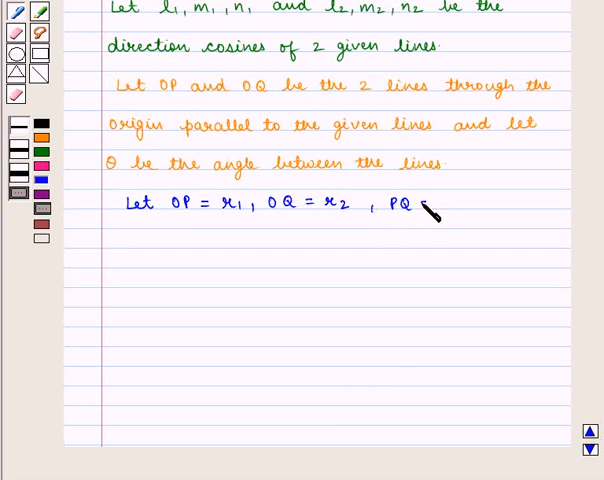 Let l₁, m₁, n₁ and l₂, m₂, n₂ be the
direction cosines of 2 given lines.
Let OP and OQ be the 2 lines through the
origin parallel to the given lines and let
θ be the angle between the lines.
Let OP = r₁, OQ = r₂, PQ =